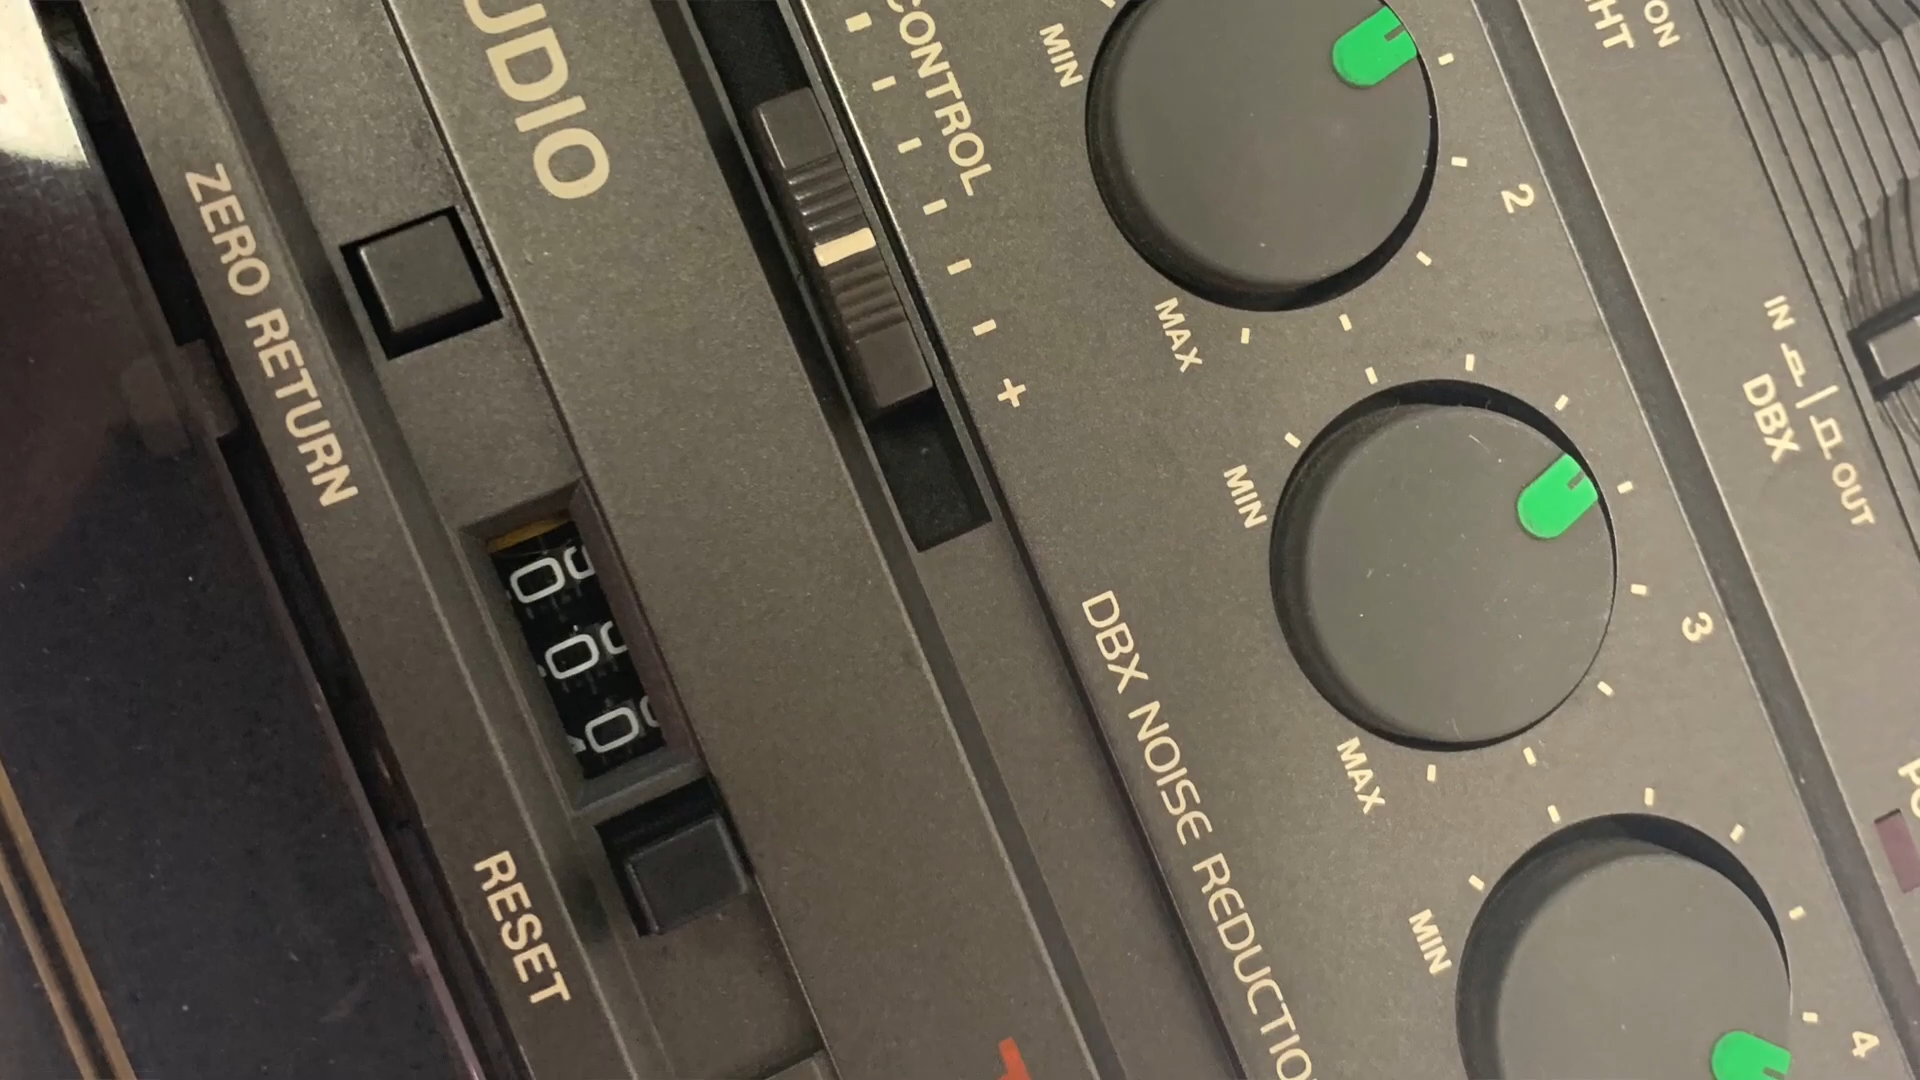 UDIO
ZERO RETURN
000
RESET
CONTROL
+
MIN
MAX
2
MIN
MAX
3
MIN
4
DBX NOISE REDUCTIO
ON
IN
OUT
DBX